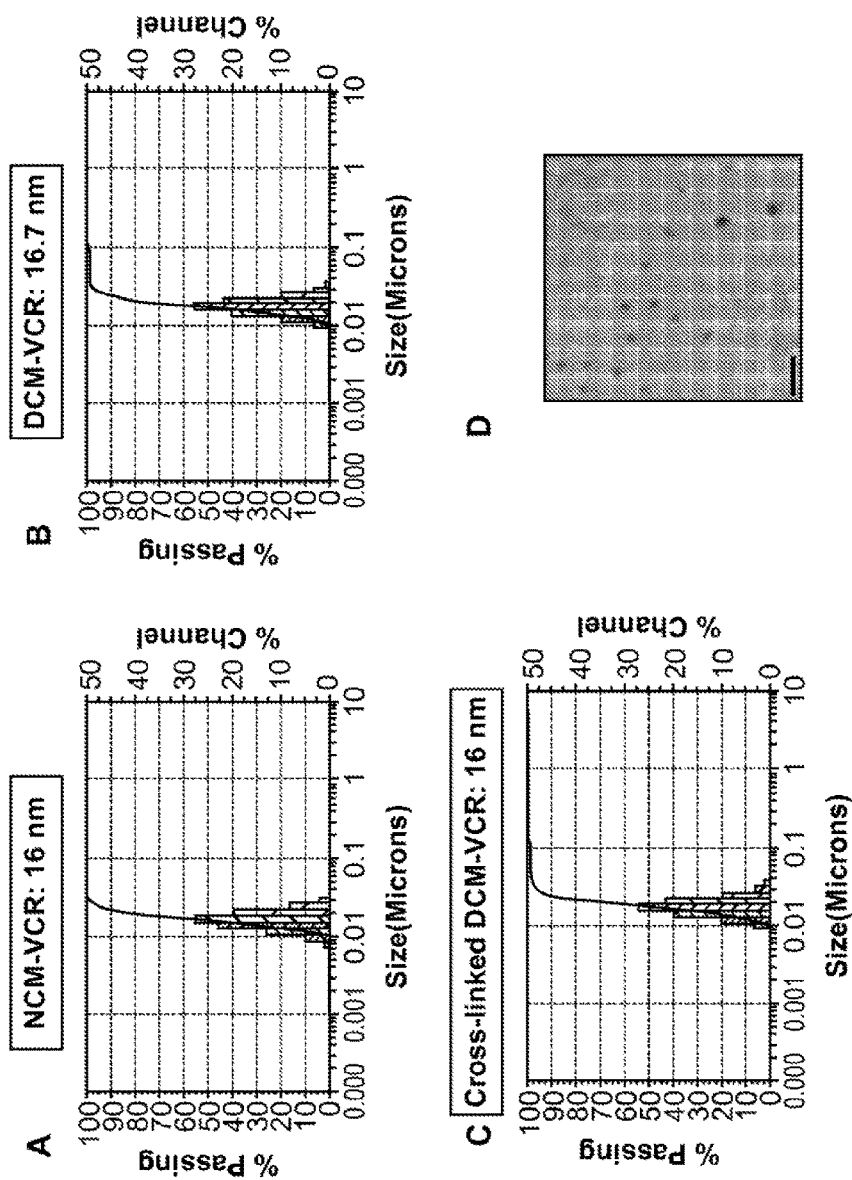 A
NCM-VCR: 16 nm
% Passing
100
90
80
70
60
50
40
30
20
10
0
% Channel
50
40
30
20
10
0
0.000 0.001 0.01 0.1 1 10
Size(Microns)
B
DCM-VCR: 16.7 nm
% Passing
100
90
80
70
60
50
40
30
20
10
0
% Channel
50
40
30
20
10
0
0.000 0.001 0.01 0.1 1 10
Size(Microns)
C
Cross-linked DCM-VCR: 16 nm
% Passing
100
90
80
70
60
50
40
30
20
10
0
% Channel
50
40
30
20
10
0
0.000 0.001 0.01 0.1 1 10
Size(Microns)
D